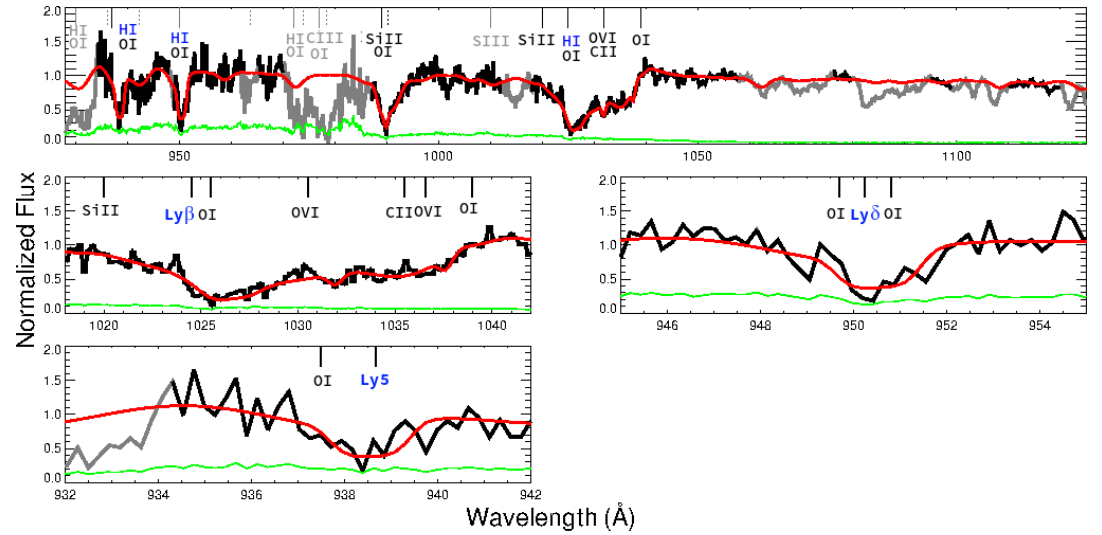 2.0
HI HI HI HI CIII SiII SIII SiII HI OVI OI
OI OI OI OI OI OI OI CII
1.5
1.0
0.5
0.0
950 1000 1050 1100
Normalized Flux
2.0
SiII Lyβ OI OVI CII OVI OI
1.5
1.0
0.5
0.0
1020 1025 1030 1035 1040
2.0
OI Lyδ OI
1.5
1.0
0.5
0.0
946 948 950 952 954
2.0
OI Ly5
1.5
1.0
0.5
0.0
932 934 936 938 940 942
Wavelength (Å)